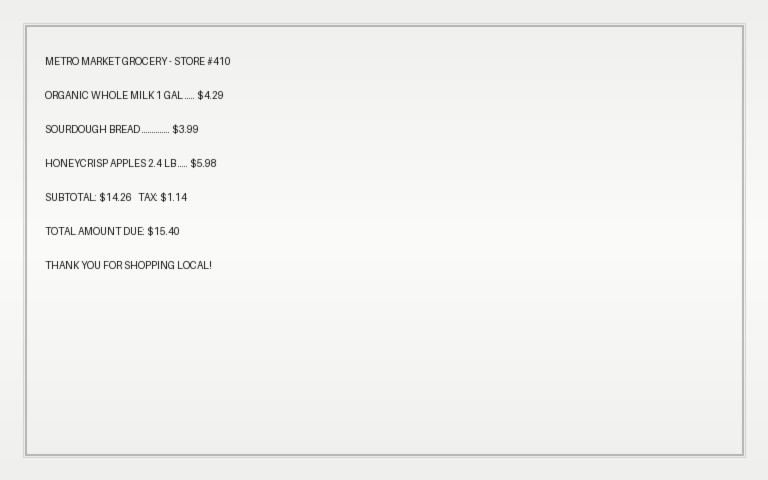 METRO MARKET GROCERY - STORE #410
ORGANIC WHOLE MILK 1 GAL ..... $4.29
SOURDOUGH BREAD .............. $3.99
HONEYCRISP APPLES 2.4 LB ..... $5.98
SUBTOTAL: $14.26   TAX: $1.14
TOTAL AMOUNT DUE: $15.40
THANK YOU FOR SHOPPING LOCAL!